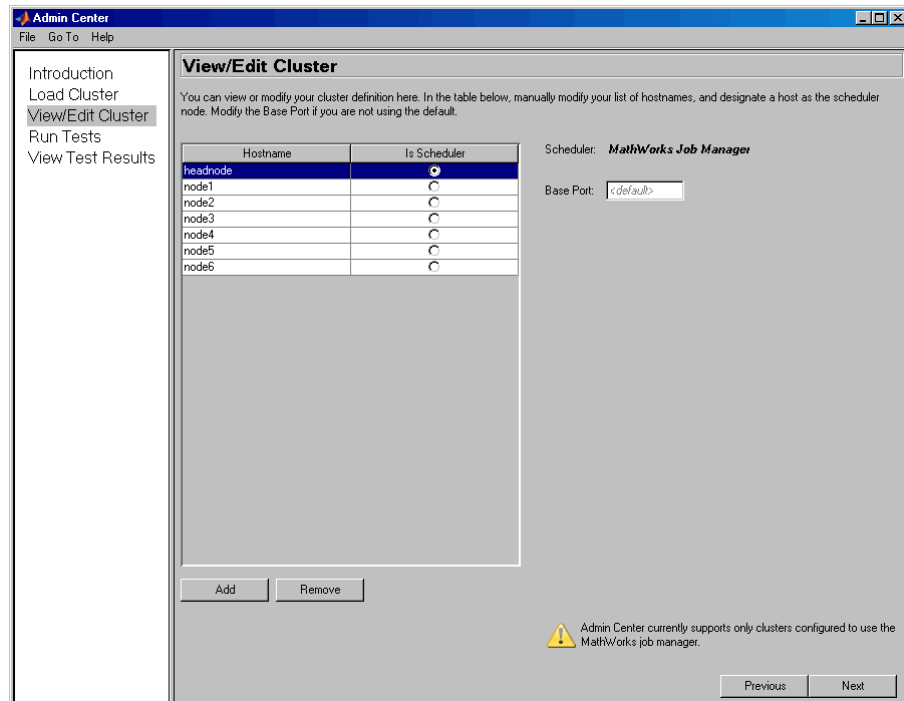 Admin Center
File Go To Help
Introduction
Load Cluster
View/Edit Cluster
Run Tests
View Test Results
View/Edit Cluster
You can view or modify your cluster definition here. In the table below, manually modify your list of hostnames, and designate a host as the scheduler
node. Modify the Base Port if you are not using the default.
Hostname Is Scheduler
headnode
node1
node2
node3
node4
node5
node6
Scheduler: MathWorks Job Manager
Base Port: <default>
Add Remove
Admin Center currently supports only clusters configured to use the
MathWorks job manager.
Previous Next